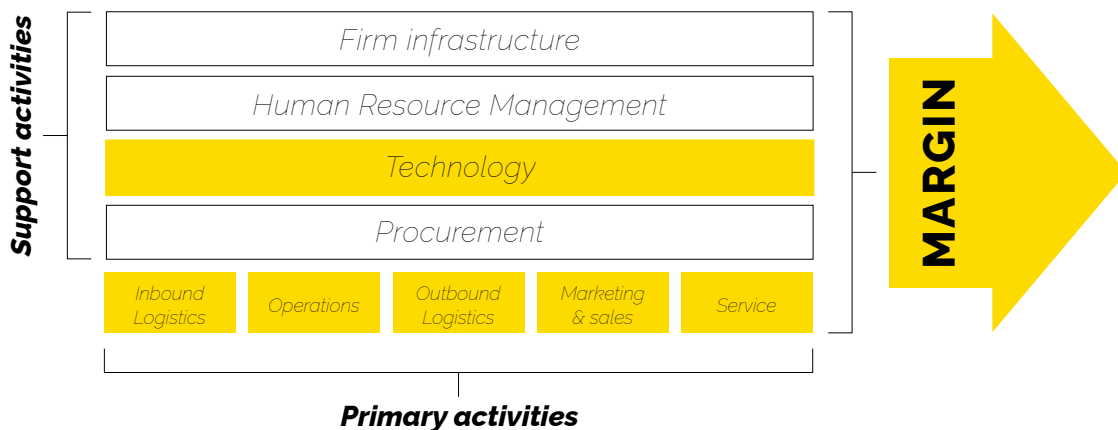 Support activities
Firm infrastructure
Human Resource Management
Technology
Procurement
Inbound
Logistics
Operations
Outbound
Logistics
Marketing
& sales
Service
Primary activities
MARGIN